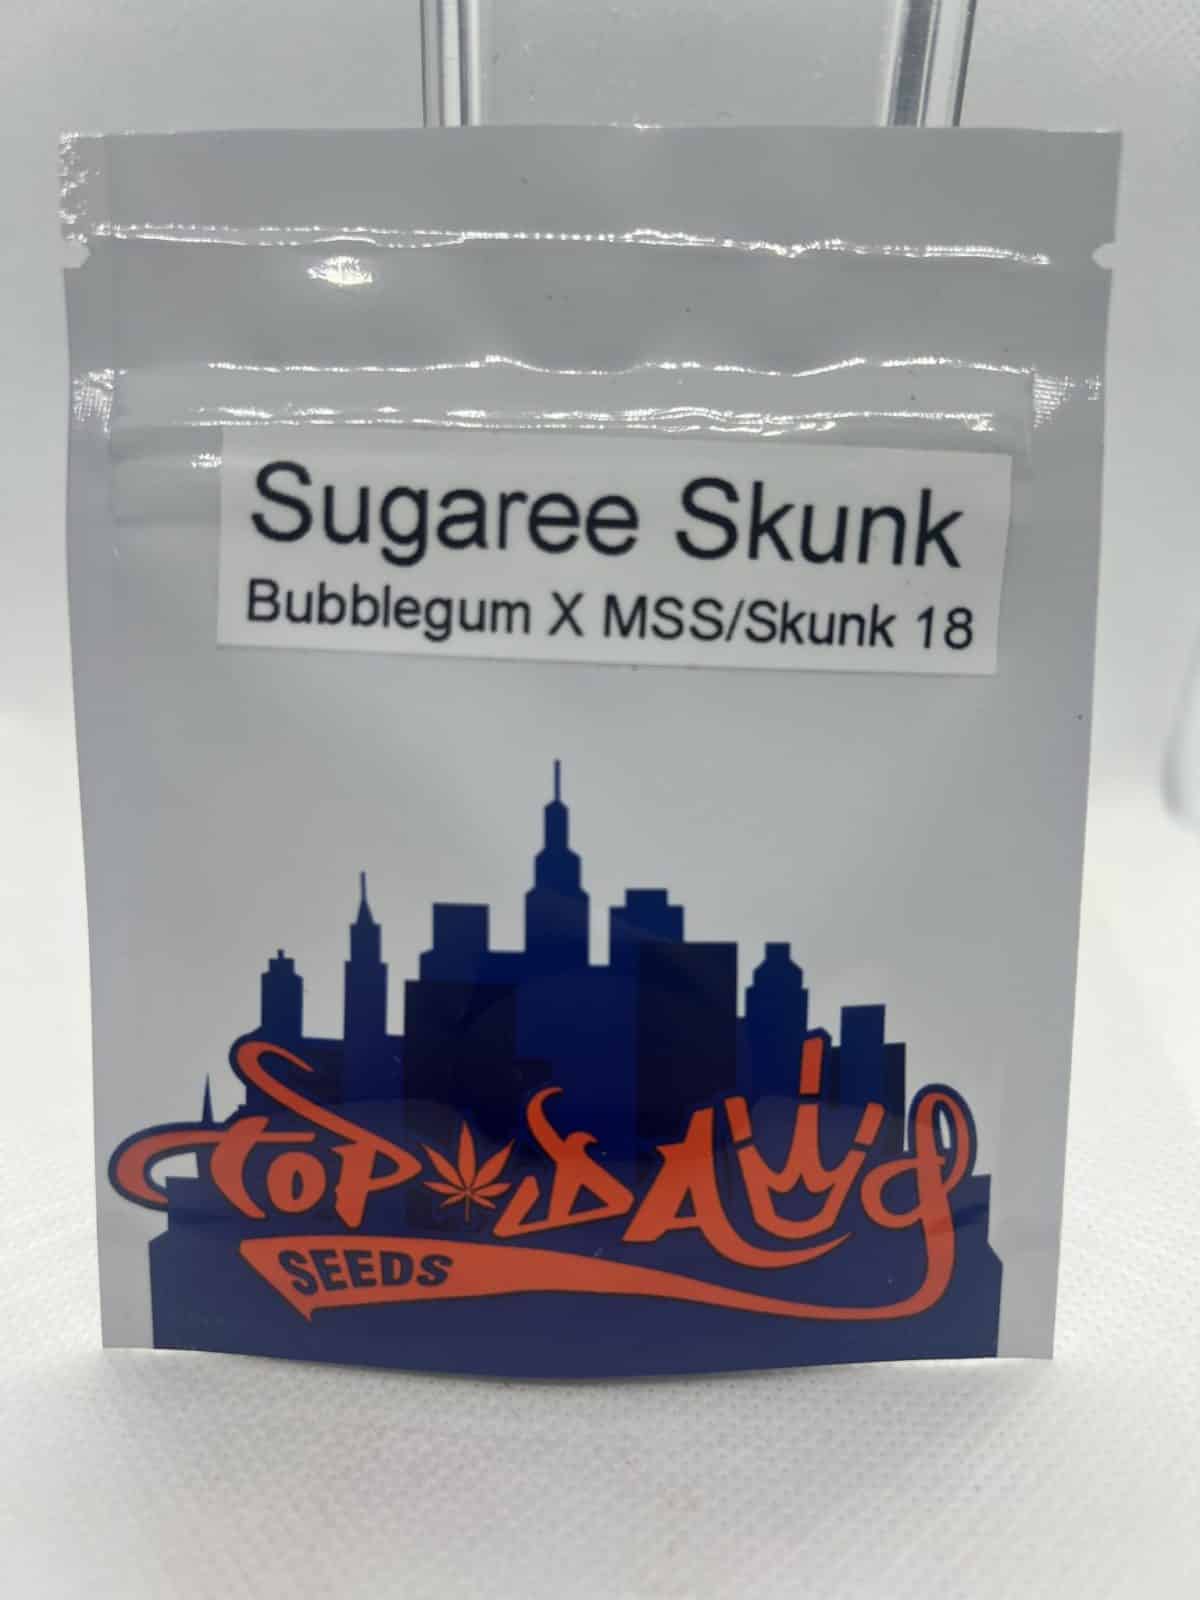 Sugaree Skunk
Bubblegum X MSS/Skunk 18
TOP DAWG
SEEDS